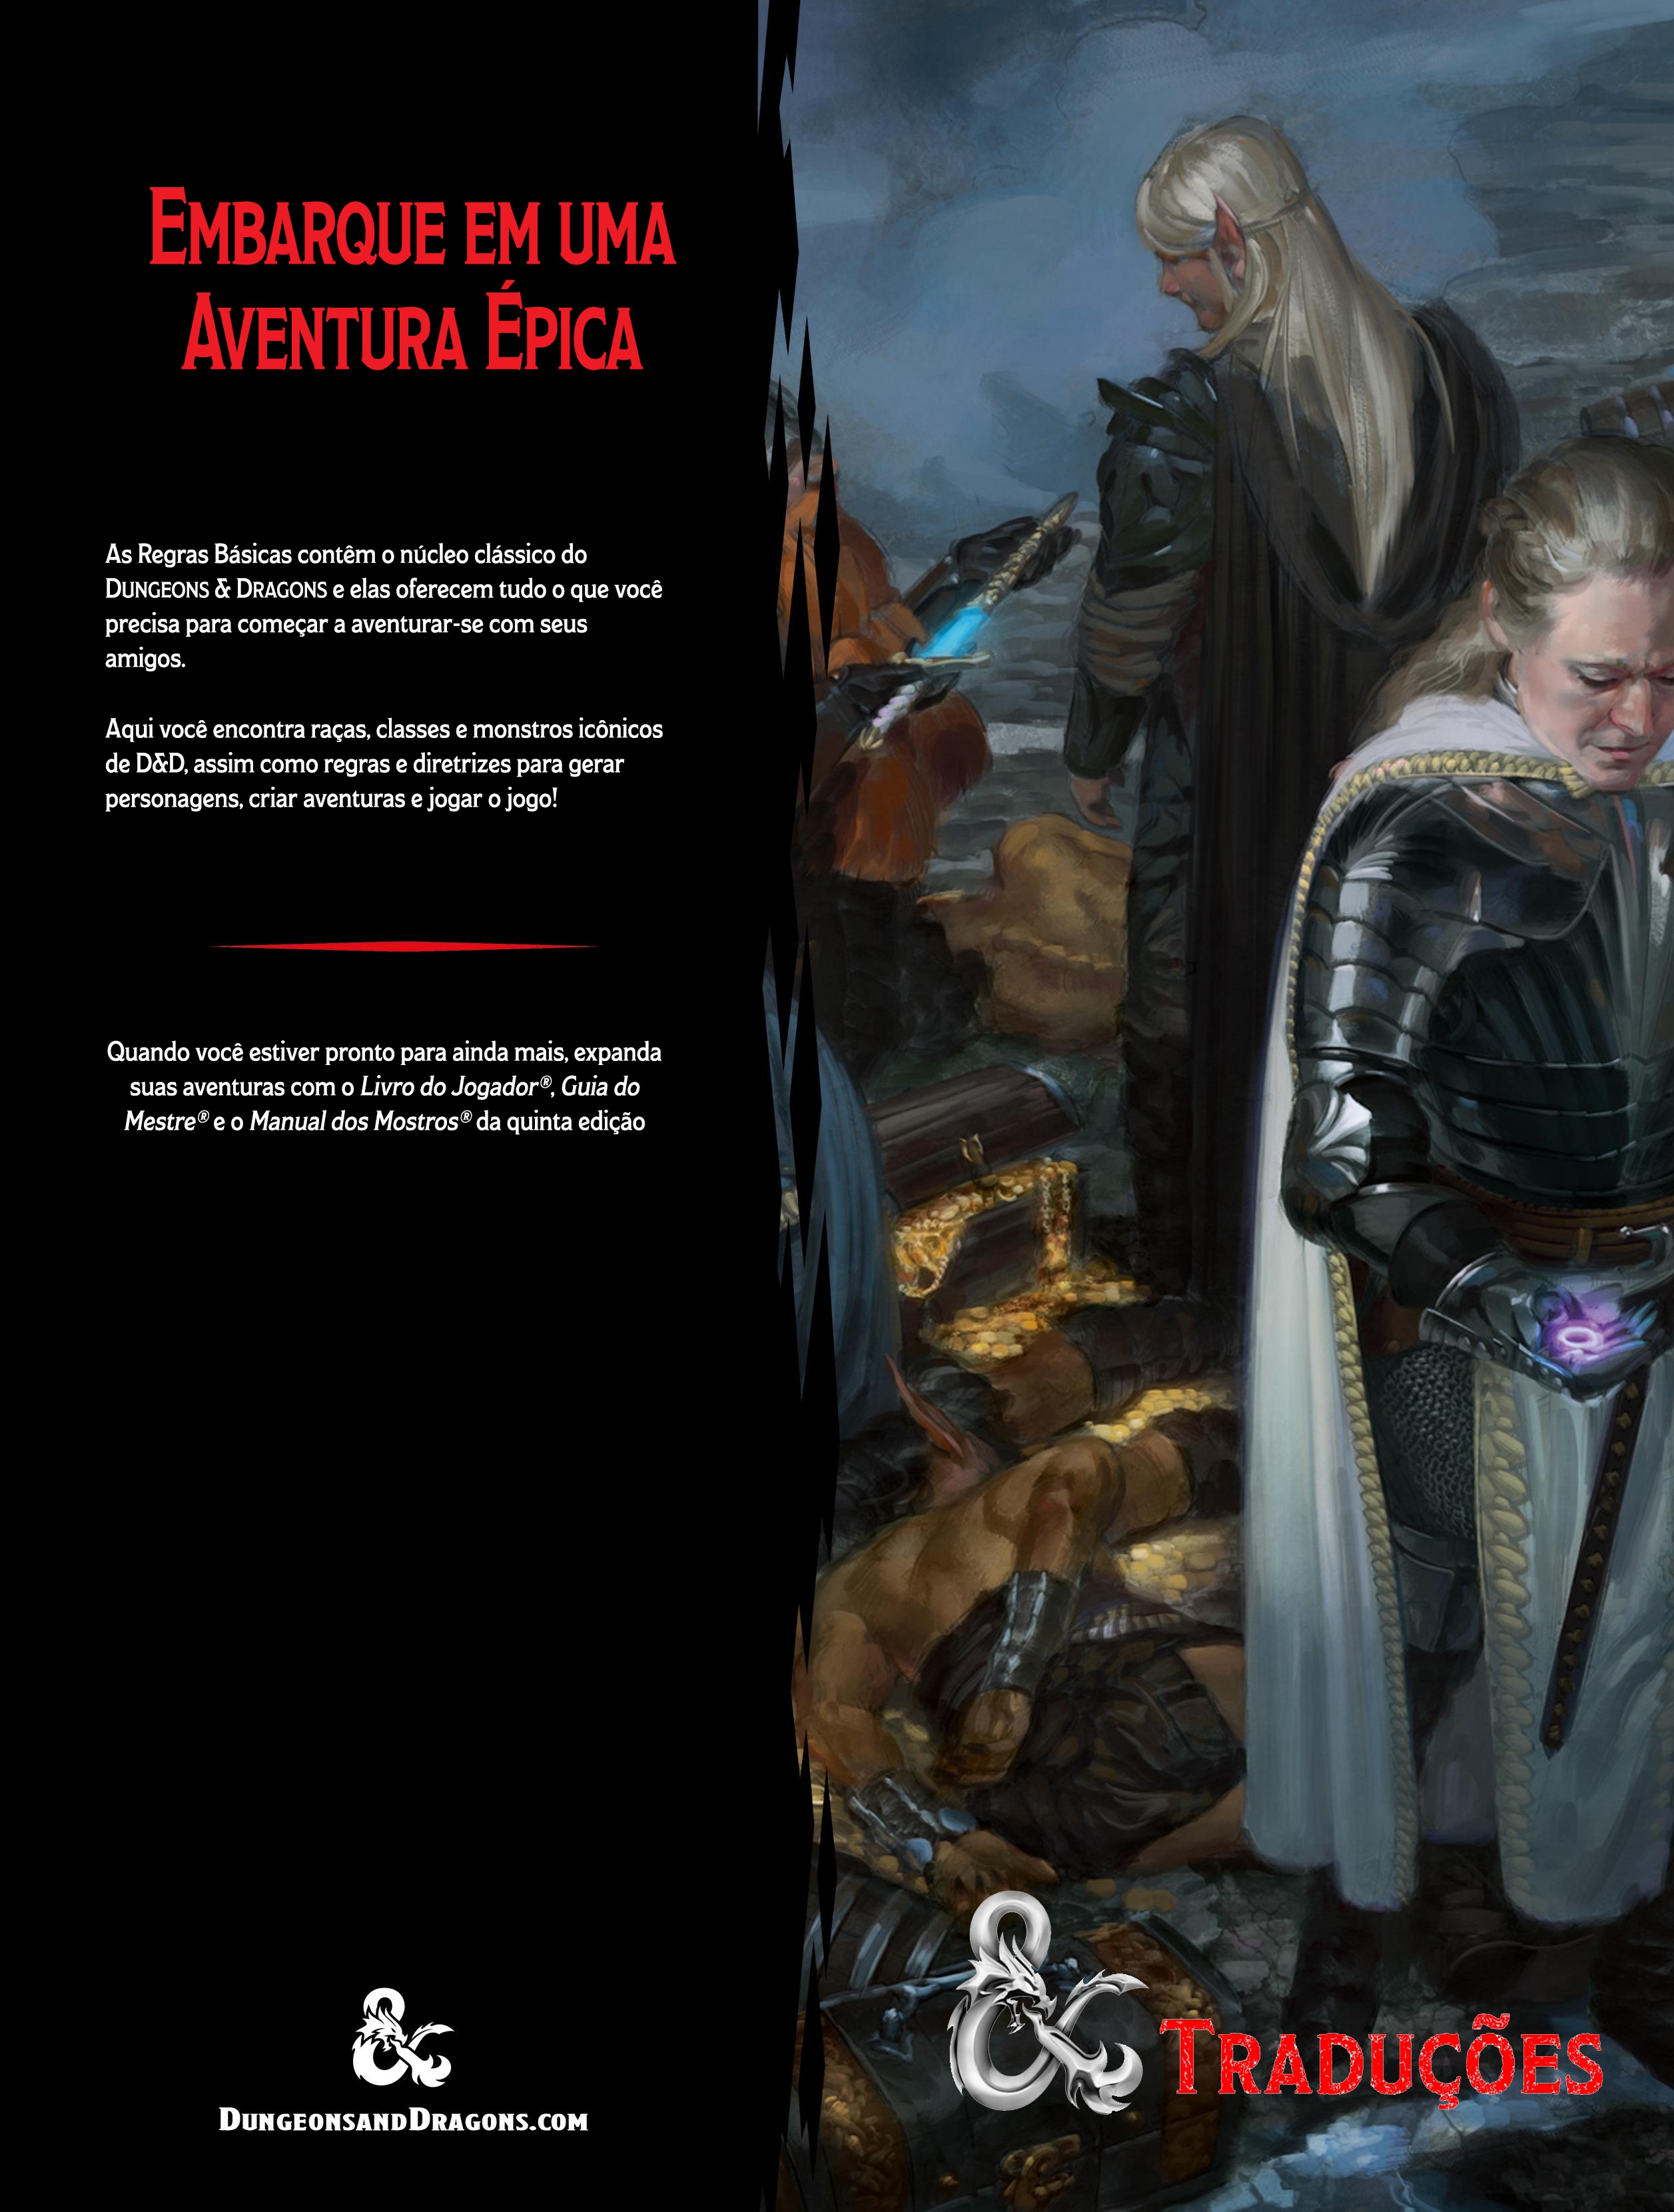 Embarque em uma
Aventura Épica
As Regras Básicas contêm o núcleo clássico do
Dungeons & Dragons e elas oferecem tudo o que você
precisa para começar a aventurar-se com seus
amigos.
Aqui você encontra raças, classes e monstros icônicos
de D&D, assim como regras e diretrizes para gerar
personagens, criar aventuras e jogar o jogo!
Quando você estiver pronto para ainda mais, expanda
suas aventuras com o Livro do Jogador®, Guia do
Mestre® e o Manual dos Mostros® da quinta edição
&
DungeonsandDragons.com
& Traduções